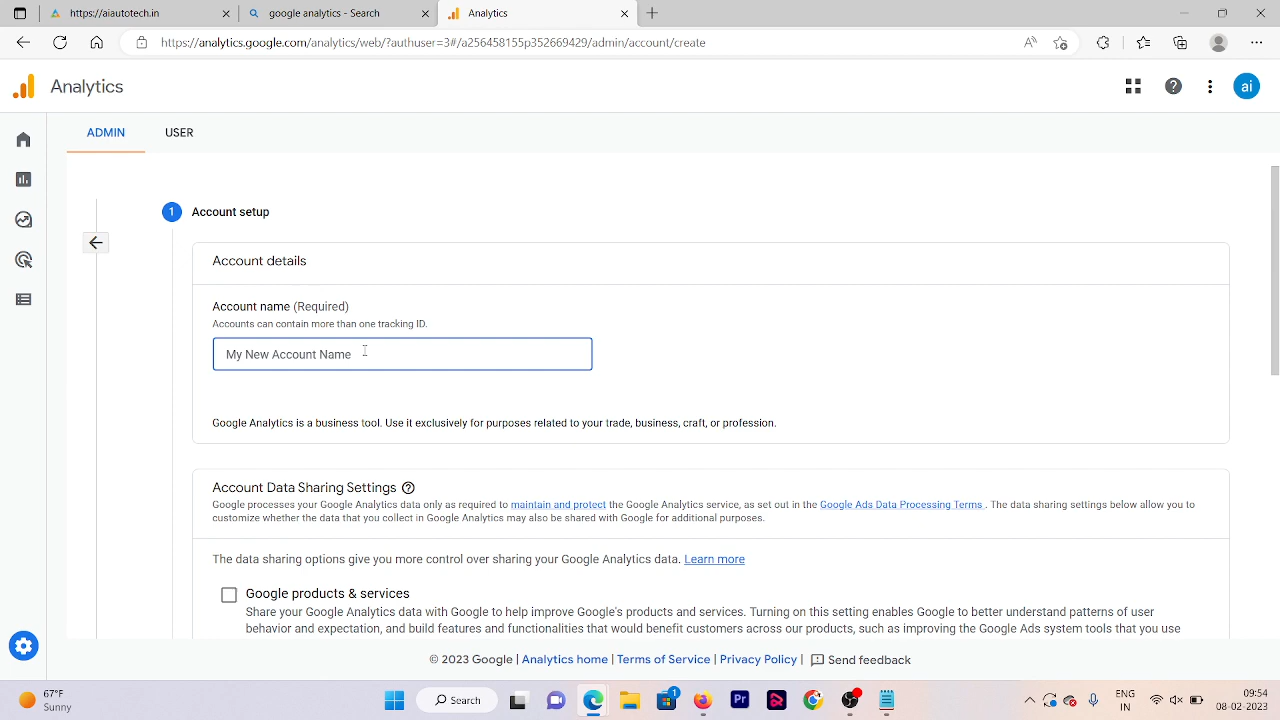 https://aiautotech.in
google analytics - Search
Analytics
https://analytics.google.com/analytics/web/?authuser=3#/a256458155p352669429/admin/account/create
Analytics
ai
ADMIN
USER
1 Account setup
Account details
Account name (Required)
Accounts can contain more than one tracking ID.
My New Account Name
Google Analytics is a business tool. Use it exclusively for purposes related to your trade, business, craft, or profession.
Account Data Sharing Settings
Google processes your Google Analytics data only as required to maintain and protect the Google Analytics service, as set out in the Google Ads Data Processing Terms . The data sharing settings below allow you to
customize whether the data that you collect in Google Analytics may also be shared with Google for additional purposes.
The data sharing options give you more control over sharing your Google Analytics data. Learn more
Google products & services
Share your Google Analytics data with Google to help improve Google's products and services. Turning on this setting enables Google to better understand patterns of user
behavior and expectation, and build features and functionalities that would benefit customers across our products, such as improving the Google Ads system tools that you use
© 2023 Google | Analytics home | Terms of Service | Privacy Policy | Send feedback
67°F
Sunny
Search
1
Pr
ENG
IN
09:54
08-02-2023